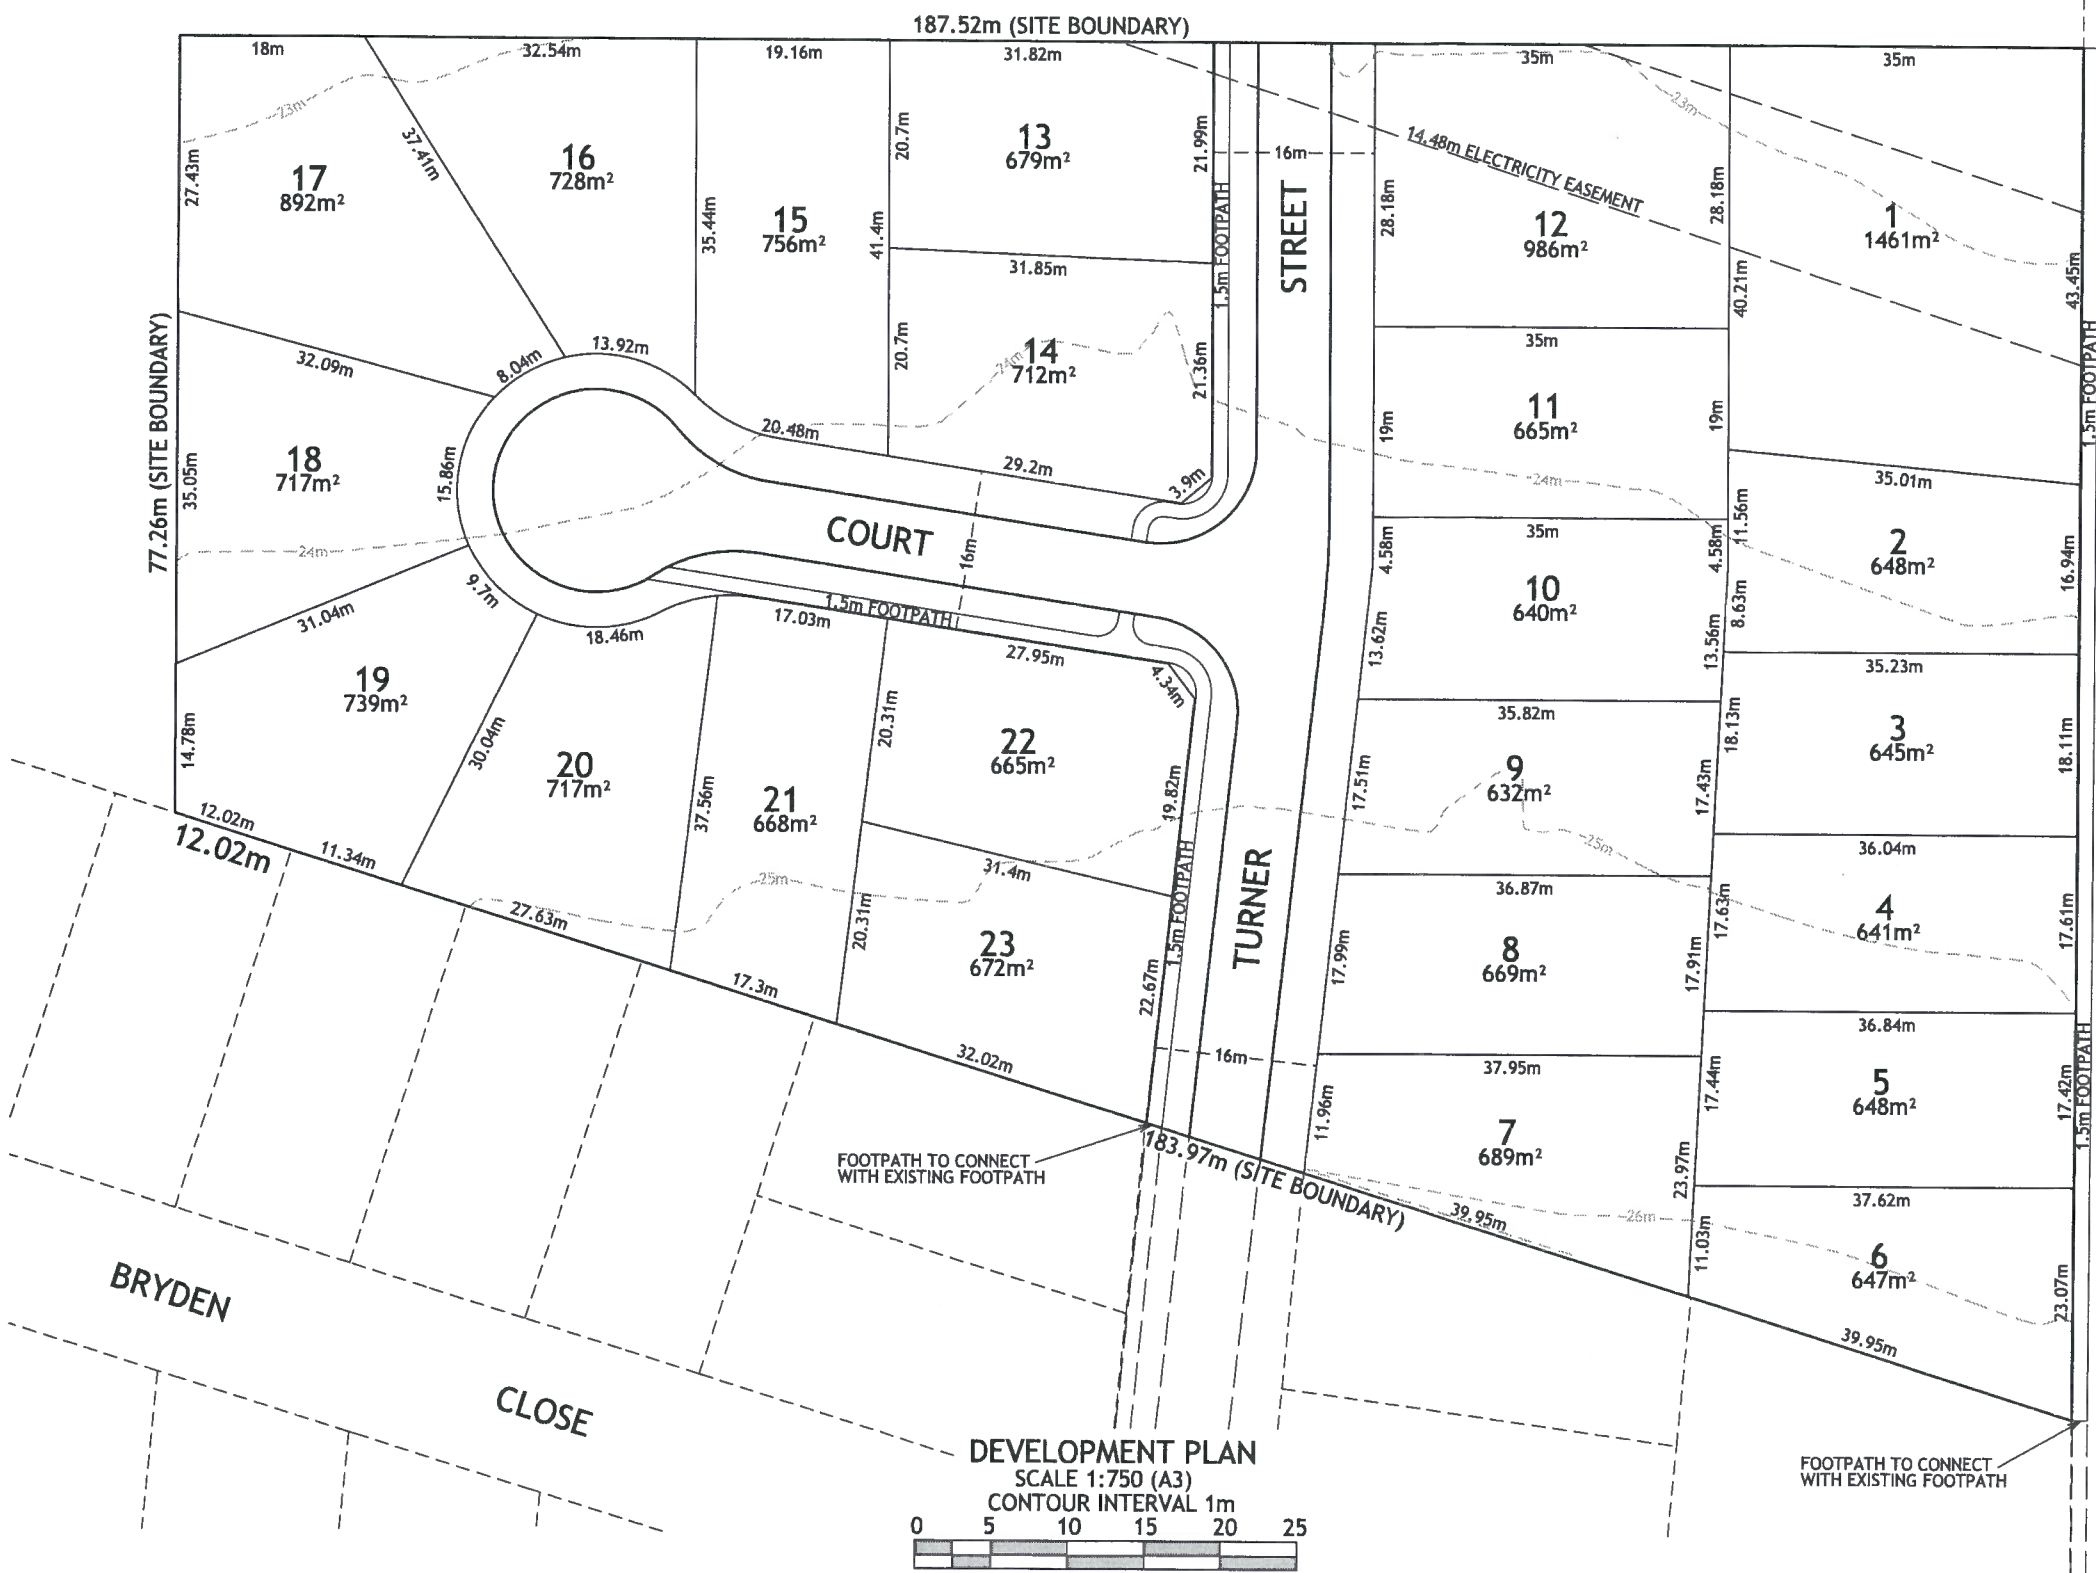 187.52m (SITE BOUNDARY)
18m
32.54m
19.16m
31.82m
35m
35m
23m
27.43m
37.41m
17
892m²
16
728m²
35.44m
15
756m²
41.4m
20.7m
13
679m²
21.99m
16m
STREET
1.5m FOOTPATH
14.48m ELECTRICITY EASEMENT
23m
28.18m
12
986m²
28.18m
1
1461m²
40.21m
43.45m
1.5m FOOTPATH
77.26m (SITE BOUNDARY)
32.09m
8.04m
13.92m
31.85m
20.7m
24m
14
712m²
21.36m
35m
11
665m²
19m
19m
35.01m
18
717m²
35.05m
15.86m
20.48m
29.2m
3.9m
24m
COURT
16m
24m
35m
4.58m
4.58m
11.56m
2
648m²
16.94m
10
640m²
13.62m
13.56m
8.63m
31.04m
9.7m
18.46m
1.5m FOOTPATH
17.03m
27.95m
4.34m
35.23m
19
739m²
14.78m
30.04m
20
717m²
37.56m
21
668m²
20.31m
22
665m²
19.82m
35.82m
9
632m²
17.51m
17.43m
18.13m
3
645m²
18.11m
25m
36.04m
12.02m
12.02m
11.34m
27.63m
25m
17.3m
20.31m
31.4m
23
672m²
22.67m
1.5m FOOTPATH
TURNER
36.87m
8
669m²
17.99m
17.91m
17.63m
4
641m²
17.61m
36.84m
32.02m
16m
37.95m
7
689m²
11.96m
23.97m
17.44m
5
648m²
17.42m
1.5m FOOTPATH
FOOTPATH TO CONNECT
WITH EXISTING FOOTPATH
183.97m (SITE BOUNDARY)
39.95m
26m
37.62m
11.03m
6
647m²
23.07m
39.95m
BRYDEN
CLOSE
FOOTPATH TO CONNECT
WITH EXISTING FOOTPATH
DEVELOPMENT PLAN
SCALE 1:750 (A3)
CONTOUR INTERVAL 1m
0 5 10 15 20 25